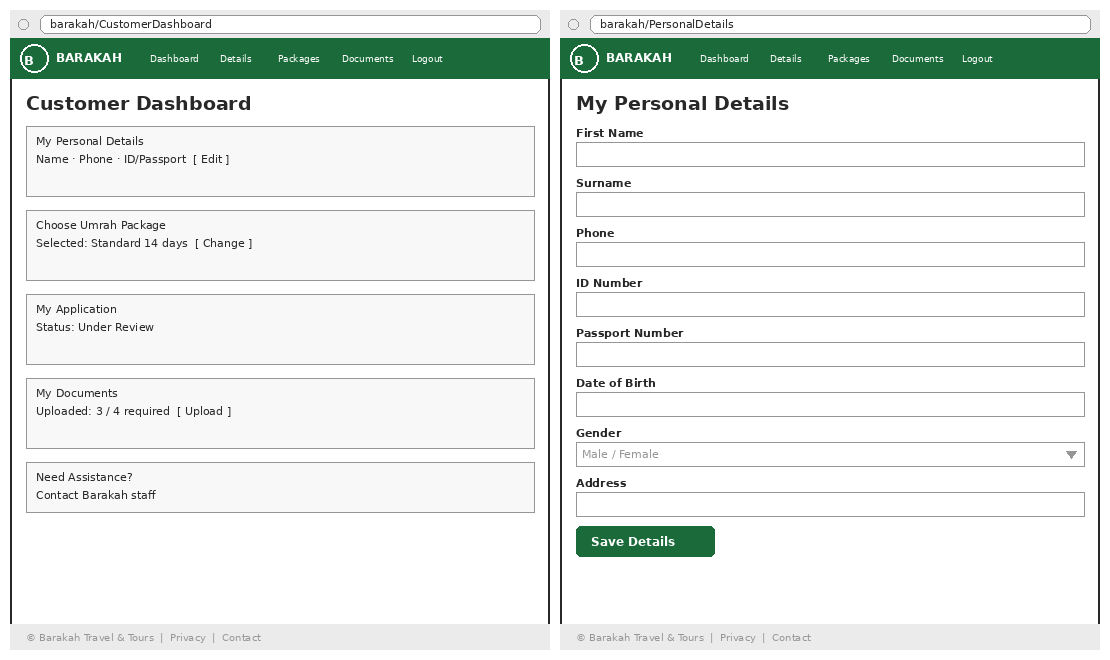 barakah/CustomerDashboard
B BARAKAH Dashboard Details Packages Documents Logout
Customer Dashboard
My Personal Details
Name · Phone · ID/Passport [ Edit ]
Choose Umrah Package
Selected: Standard 14 days [ Change ]
My Application
Status: Under Review
My Documents
Uploaded: 3 / 4 required [ Upload ]
Need Assistance?
Contact Barakah staff
© Barakah Travel & Tours | Privacy | Contact
barakah/PersonalDetails
B BARAKAH Dashboard Details Packages Documents Logout
My Personal Details
First Name
Surname
Phone
ID Number
Passport Number
Date of Birth
Gender
Male / Female
Address
Save Details
© Barakah Travel & Tours | Privacy | Contact